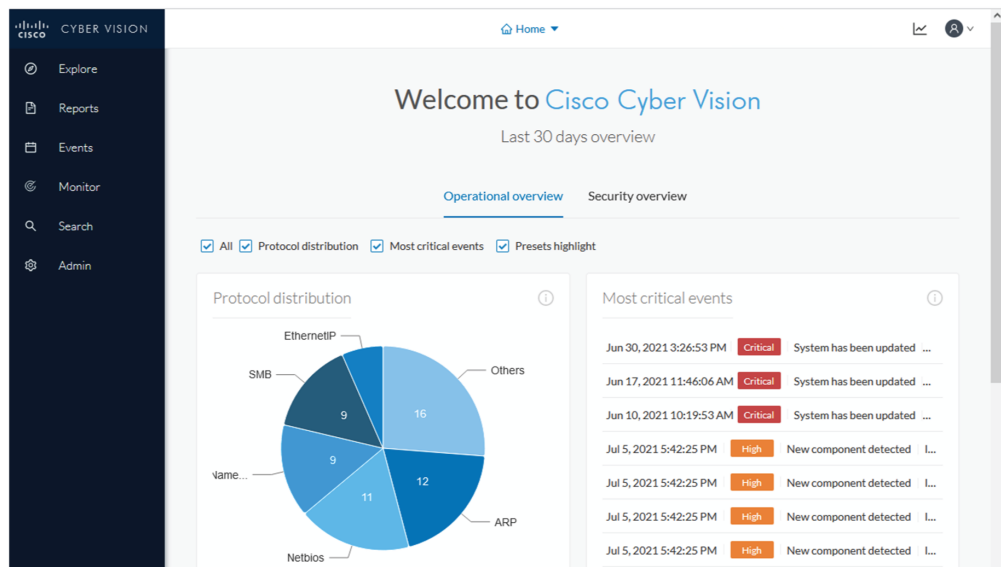 CISCO CYBER VISION
Home
Explore
Reports
Events
Monitor
Search
Admin
Welcome to Cisco Cyber Vision
Last 30 days overview
Operational overview Security overview
All Protocol distribution Most critical events Presets highlight
Protocol distribution
EthernetIP
SMB
Others
9
16
9
12
11
Name...
ARP
Netbios
Most critical events
Jun 30, 2021 3:26:53 PM Critical System has been updated ...
Jun 17, 2021 11:46:06 AM Critical System has been updated ...
Jun 10, 2021 10:19:53 AM Critical System has been updated ...
Jul 5, 2021 5:42:25 PM High New component detected I...
Jul 5, 2021 5:42:25 PM High New component detected I...
Jul 5, 2021 5:42:25 PM High New component detected I...
Jul 5, 2021 5:42:25 PM High New component detected I...